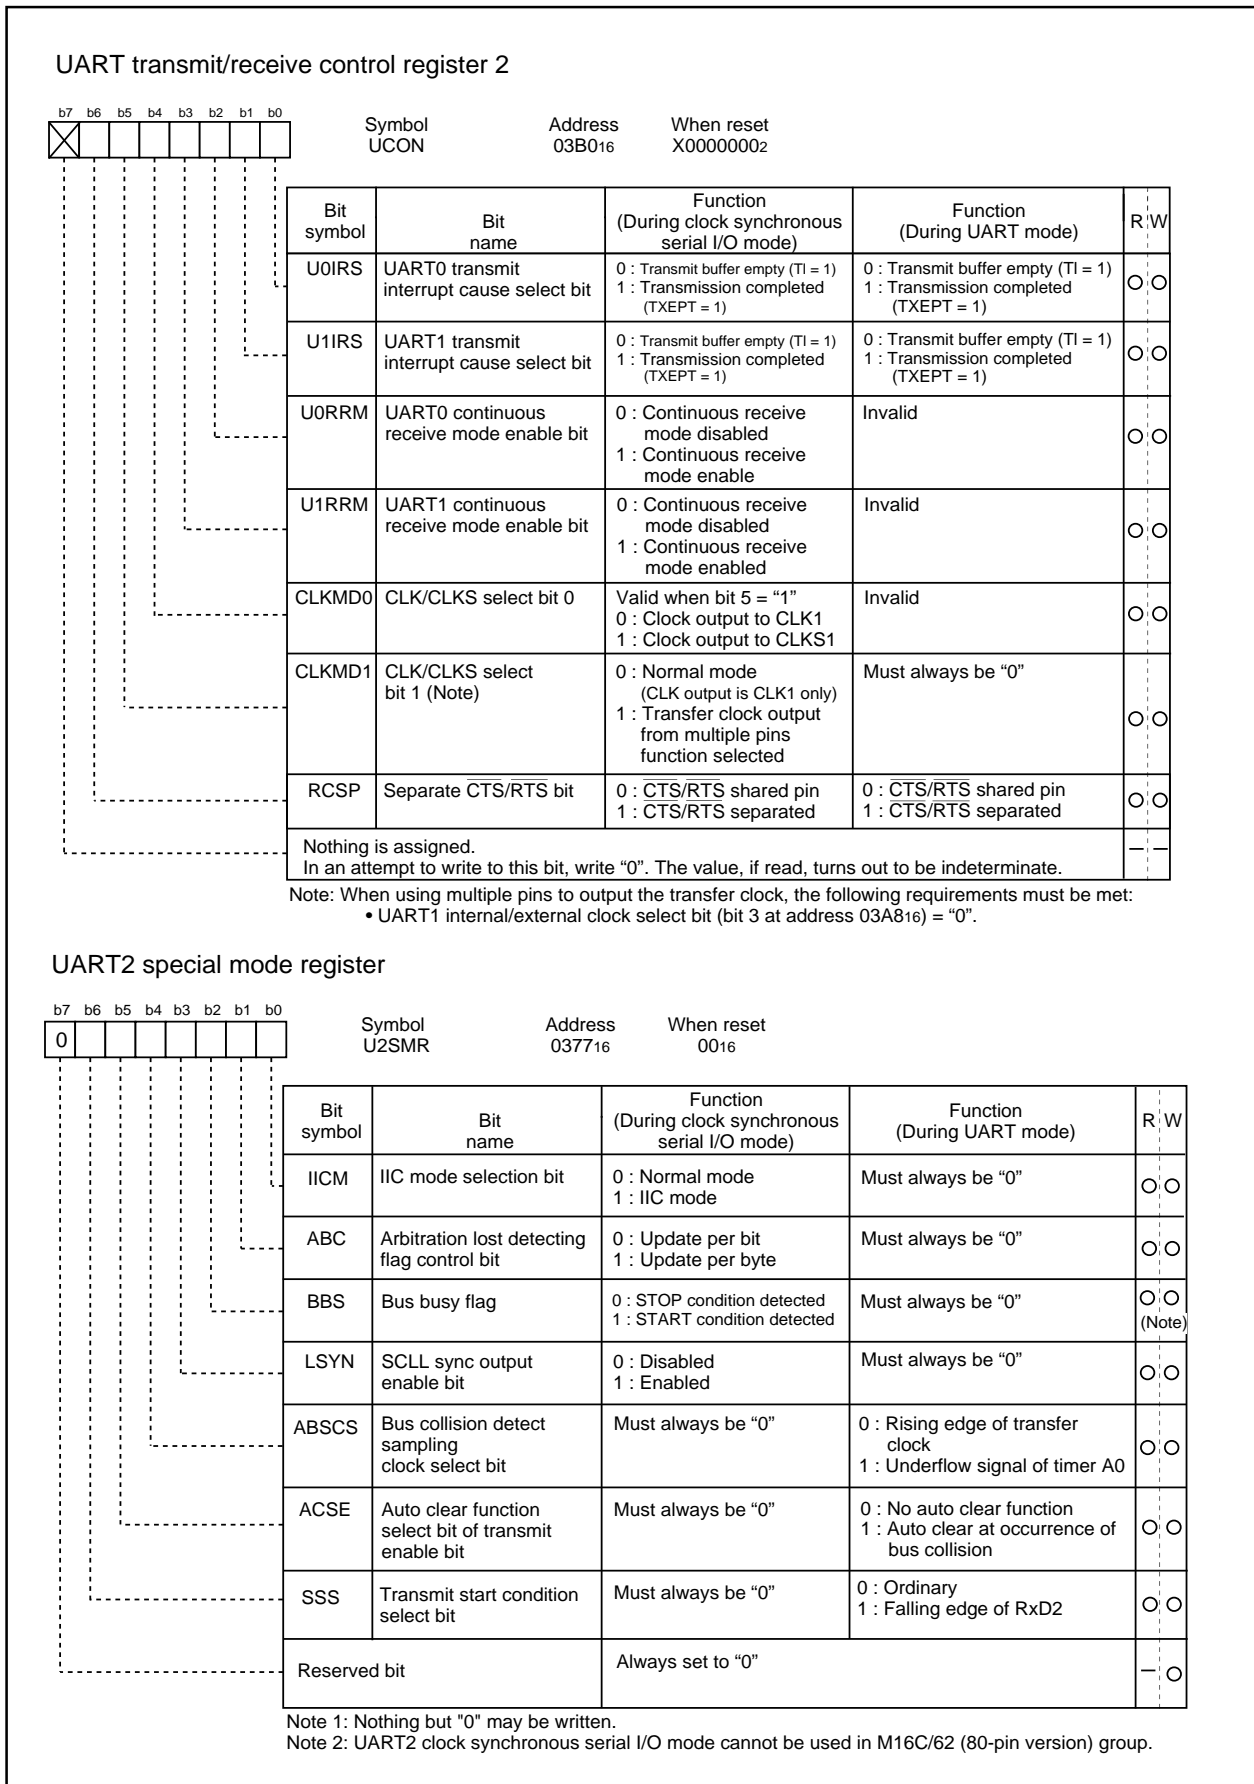 UART transmit/receive control register 2
b7 b6 b5 b4 b3 b2 b1 b0
Symbol Address When reset
UCON 03B016 X00000002
Bit symbol Bit name Function (During clock synchronous serial I/O mode) Function (During UART mode) R W
U0IRS UART0 transmit interrupt cause select bit 0 : Transmit buffer empty (TI = 1) 1 : Transmission completed (TXEPT = 1) 0 : Transmit buffer empty (TI = 1) 1 : Transmission completed (TXEPT = 1)
U1IRS UART1 transmit interrupt cause select bit 0 : Transmit buffer empty (TI = 1) 1 : Transmission completed (TXEPT = 1) 0 : Transmit buffer empty (TI = 1) 1 : Transmission completed (TXEPT = 1)
U0RRM UART0 continuous receive mode enable bit 0 : Continuous receive mode disabled 1 : Continuous receive mode enable Invalid
U1RRM UART1 continuous receive mode enable bit 0 : Continuous receive mode disabled 1 : Continuous receive mode enabled Invalid
CLKMD0 CLK/CLKS select bit 0 Valid when bit 5 = “1” 0 : Clock output to CLK1 1 : Clock output to CLKS1 Invalid
CLKMD1 CLK/CLKS select bit 1 (Note) 0 : Normal mode (CLK output is CLK1 only) 1 : Transfer clock output from multiple pins function selected Must always be “0”
RCSP Separate CTS/RTS bit 0 : CTS/RTS shared pin 1 : CTS/RTS separated 0 : CTS/RTS shared pin 1 : CTS/RTS separated
Nothing is assigned.
In an attempt to write to this bit, write “0”. The value, if read, turns out to be indeterminate. – –
Note: When using multiple pins to output the transfer clock, the following requirements must be met:
• UART1 internal/external clock select bit (bit 3 at address 03A816) = “0”.
UART2 special mode register
b7 b6 b5 b4 b3 b2 b1 b0
0
Symbol Address When reset
U2SMR 037716 0016
Bit symbol Bit name Function (During clock synchronous serial I/O mode) Function (During UART mode) R W
IICM IIC mode selection bit 0 : Normal mode 1 : IIC mode Must always be “0”
ABC Arbitration lost detecting flag control bit 0 : Update per bit 1 : Update per byte Must always be “0”
BBS Bus busy flag 0 : STOP condition detected 1 : START condition detected Must always be “0” (Note)
LSYN SCLL sync output enable bit 0 : Disabled 1 : Enabled Must always be “0”
ABSCS Bus collision detect sampling clock select bit Must always be “0” 0 : Rising edge of transfer clock 1 : Underflow signal of timer A0
ACSE Auto clear function select bit of transmit enable bit Must always be “0” 0 : No auto clear function 1 : Auto clear at occurrence of bus collision
SSS Transmit start condition select bit Must always be “0” 0 : Ordinary 1 : Falling edge of RxD2
Reserved bit Always set to “0” –
Note 1: Nothing but "0" may be written.
Note 2: UART2 clock synchronous serial I/O mode cannot be used in M16C/62 (80-pin version) group.